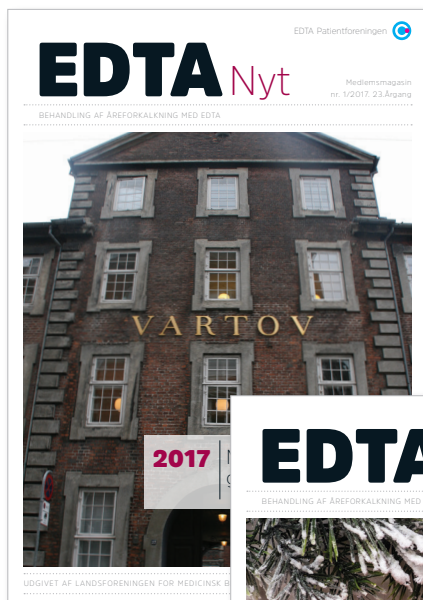 EDTA Patientforeningen
EDTA Nyt
Medlemsmagasin
nr. 1/2017. 23.Årgang
BEHANDLING AF ÅREFORKALKNING MED EDTA
VARTOV
2017
UDGIVET AF LANDSFORENINGEN FOR MEDICINSK
EDTA
BEHANDLING AF ÅREFORKALKNING MED